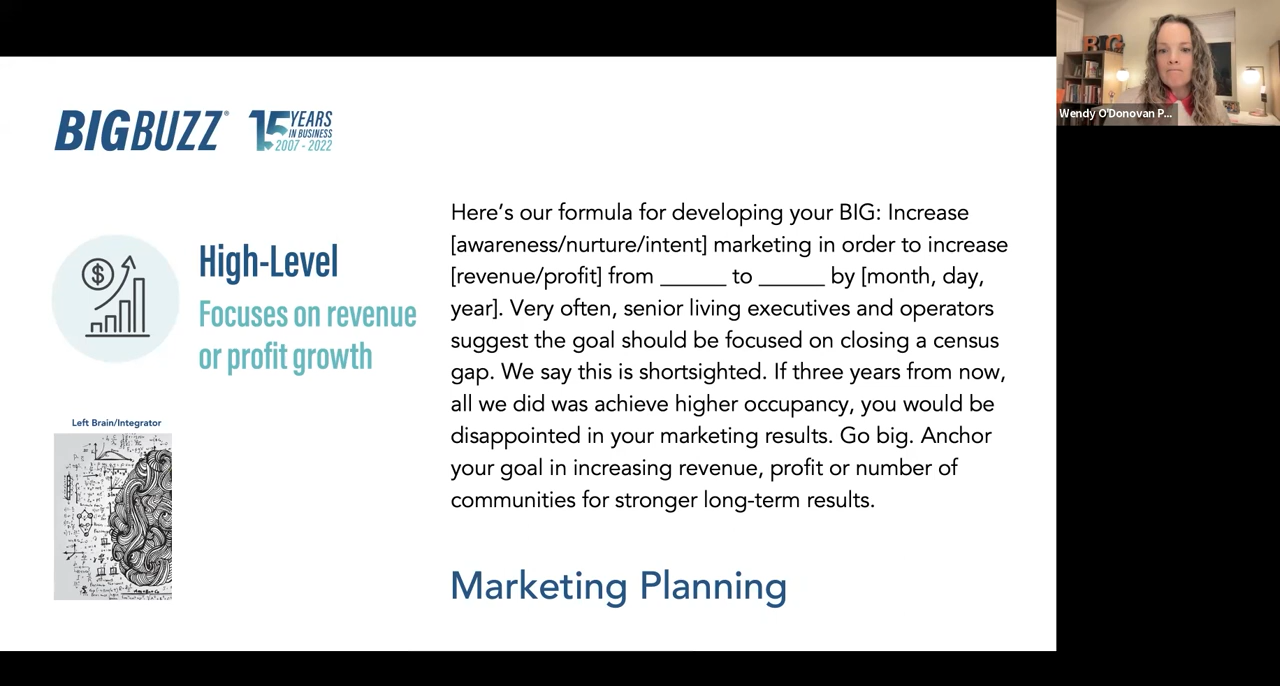 BIGBUZZ®
15 YEARS
IN BUSINESS
2007 - 2022
BIG
Wendy O'Donovan P...
High-Level
Focuses on revenue
or profit growth
$
Left Brain/Integrator
Here’s our formula for developing your BIG: Increase
[awareness/nurture/intent] marketing in order to increase
[revenue/profit] from ______ to ______ by [month, day,
year]. Very often, senior living executives and operators
suggest the goal should be focused on closing a census
gap. We say this is shortsighted. If three years from now,
all we did was achieve higher occupancy, you would be
disappointed in your marketing results. Go big. Anchor
your goal in increasing revenue, profit or number of
communities for stronger long-term results.
Marketing Planning